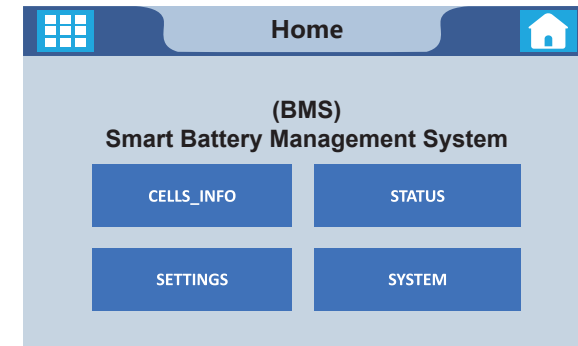 Home
(BMS)
Smart Battery Management System
CELLS_INFO
STATUS
SETTINGS
SYSTEM